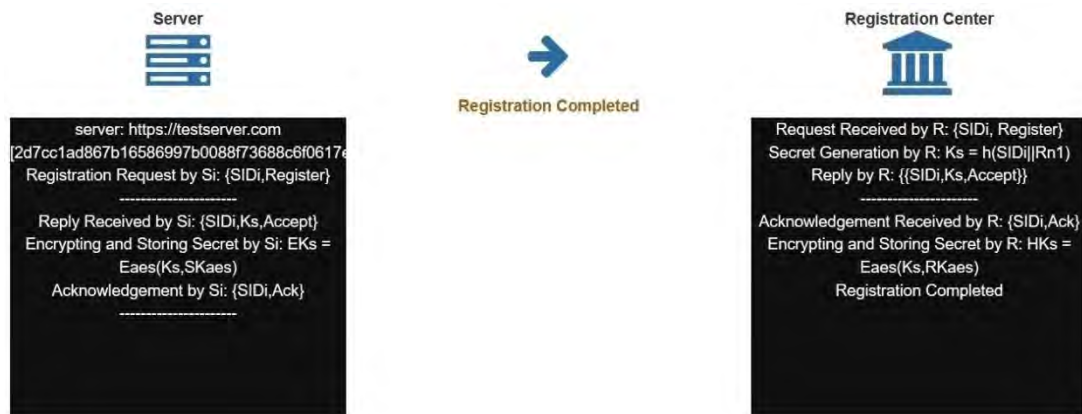 Server
server: https://testserver.com
[2d7cc1ad867b16586997b0088f73688c6f0617e
Registration Request by Si: {SIDi,Register}
----------------------
Reply Received by Si: {SIDi,Ks,Accept}
Encrypting and Storing Secret by Si: EKs =
Eaes(Ks,SKaes)
Acknowledgement by Si: {SIDi,Ack}
----------------------
Registration Completed
Registration Center
Request Received by R: {SIDi, Register}
Secret Generation by R: Ks = h(SIDi||Rn1)
Reply by R: {{SIDi,Ks,Accept}}
----------------------
Acknowledgement Received by R: {SIDi,Ack}
Encrypting and Storing Secret by R: HKs =
Eaes(Ks,RKaes)
Registration Completed